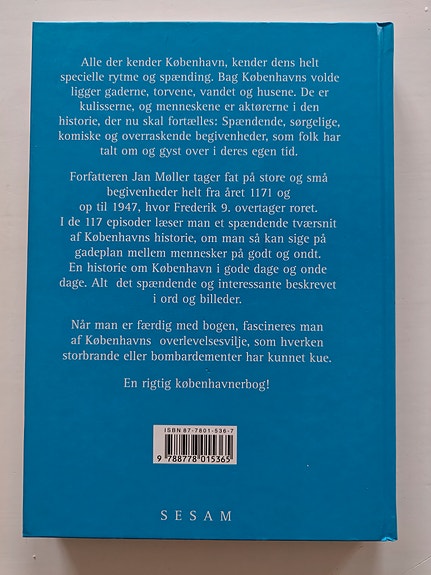 Alle der kender København, kender dens helt
specielle rytme og spænding. Bag Københavns volde
ligger gaderne, torvene, vandet og husene. De er
kulisserne, og menneskene er aktørerne i den
historie, der nu skal fortælles: Spændende, sørgelige,
komiske og overraskende begivenheder, som folk har
talt om og gyst over i deres egen tid.
Forfatteren Jan Møller tager fat på store og små
begivenheder helt fra året 1171 og
op til 1947, hvor Frederik 9. overtager roret.
I de 117 episoder læser man et spændende tværsnit
af Københavns historie, om man så kan sige på
gadeplan mellem mennesker på godt og ondt.
En historie om København i gode dage og onde
dage. Alt det spændende og interessante beskrevet
i ord og billeder.
Når man er færdig med bogen, fascineres man
af Københavns overlevelsesvilje, som hverken
storbrande eller bombardementer har kunnet kue.
En rigtig københavnerbog!
ISBN 87-7801-536-7
9 788778 015365
SESAM